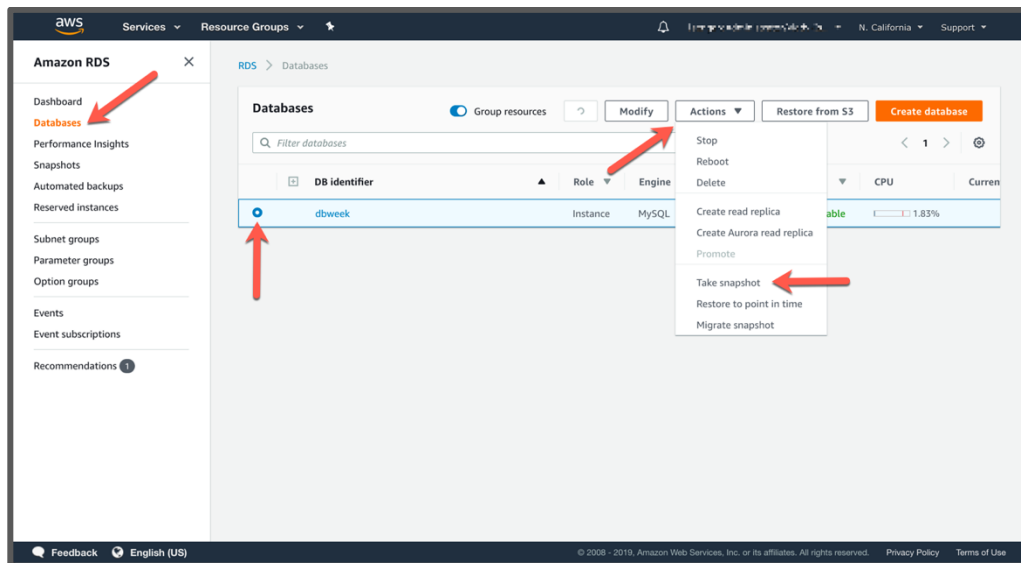 aws Services Resource Groups N. California Support
Amazon RDS
Dashboard
Databases
Performance Insights
Snapshots
Automated backups
Reserved instances
Subnet groups
Parameter groups
Option groups
Events
Event subscriptions
Recommendations 1
RDS > Databases
Databases Group resources Modify Actions Restore from S3 Create database
Filter databases 1
DB identifier Role Engine CPU Curren
dbweek Instance MySQL able 1.83%
Stop
Reboot
Delete
Create read replica
Create Aurora read replica
Promote
Take snapshot
Restore to point in time
Migrate snapshot
Feedback English (US) © 2008 - 2019, Amazon Web Services, Inc. or its affiliates. All rights reserved. Privacy Policy Terms of Use